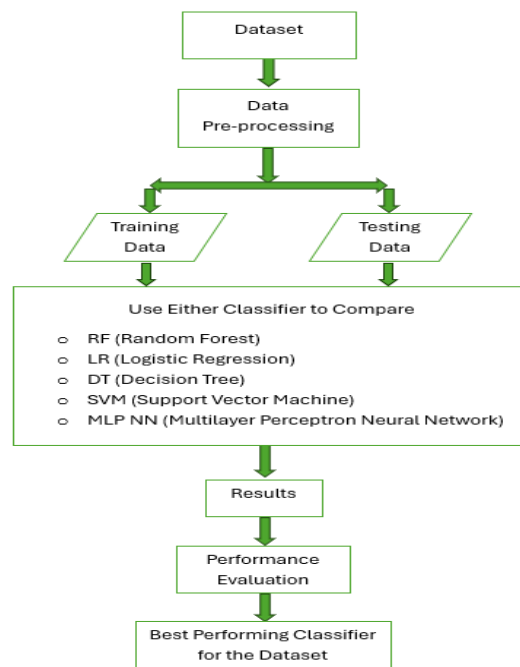 Dataset
Data
Pre-processing
Training
Data
Testing
Data
Use Either Classifier to Compare
o RF (Random Forest)
o LR (Logistic Regression)
o DT (Decision Tree)
o SVM (Support Vector Machine)
o MLP NN (Multilayer Perceptron Neural Network)
Results
Performance
Evaluation
Best Performing Classifier
for the Dataset